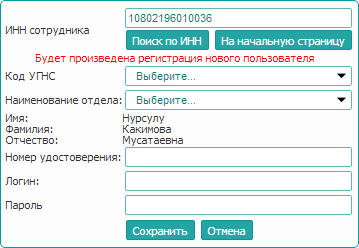 10802196010036
ИНН сотрудника
Поиск по ИНН На начальную страницу
Будет произведена регистрация нового пользователя
Код УГНС Выберите...
Наименование отдела: Выберите...
Имя: Нурсулу
Фамилия: Какимова
Отчество: Мусатаевна
Номер удостоверения:
Логин:
Пароль
Сохранить Отмена